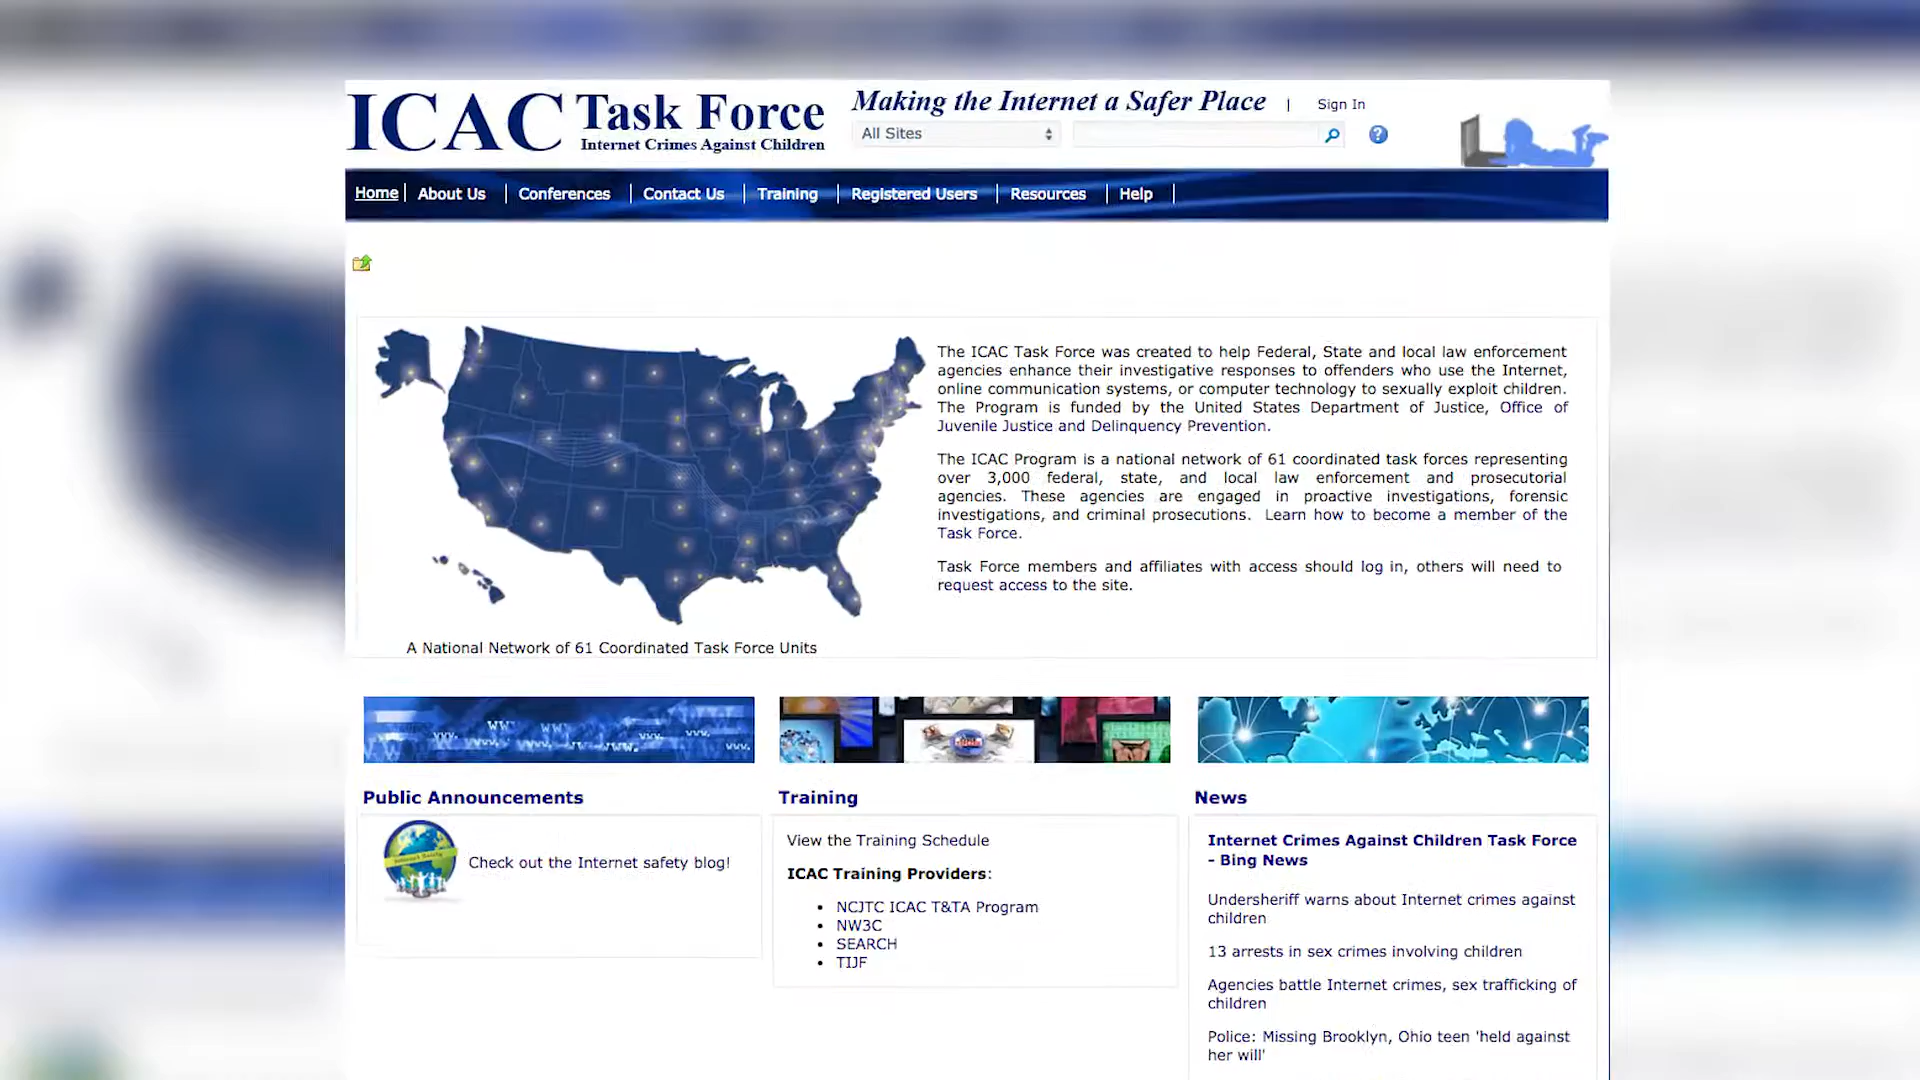 ICAC Task Force
Internet Crimes Against Children
Making the Internet a Safer Place | Sign In
All Sites
?
Home | About Us | Conferences | Contact Us | Training | Registered Users | Resources | Help |
The ICAC Task Force was created to help Federal, State and local law enforcement
agencies enhance their investigative responses to offenders who use the Internet,
online communication systems, or computer technology to sexually exploit children.
The Program is funded by the United States Department of Justice, Office of
Juvenile Justice and Delinquency Prevention.
The ICAC Program is a national network of 61 coordinated task forces representing
over 3,000 federal, state, and local law enforcement and prosecutorial
agencies. These agencies are engaged in proactive investigations, forensic
investigations, and criminal prosecutions. Learn how to become a member of the
Task Force.
Task Force members and affiliates with access should log in, others will need to
request access to the site.
A National Network of 61 Coordinated Task Force Units
Public Announcements
Check out the Internet safety blog!
Training
View the Training Schedule
ICAC Training Providers:
• NCJTC ICAC T&TA Program
• NW3C
• SEARCH
• TIJF
News
Internet Crimes Against Children Task Force
- Bing News
Undersheriff warns about Internet crimes against
children
13 arrests in sex crimes involving children
Agencies battle Internet crimes, sex trafficking of
children
Police: Missing Brooklyn, Ohio teen 'held against
her will'